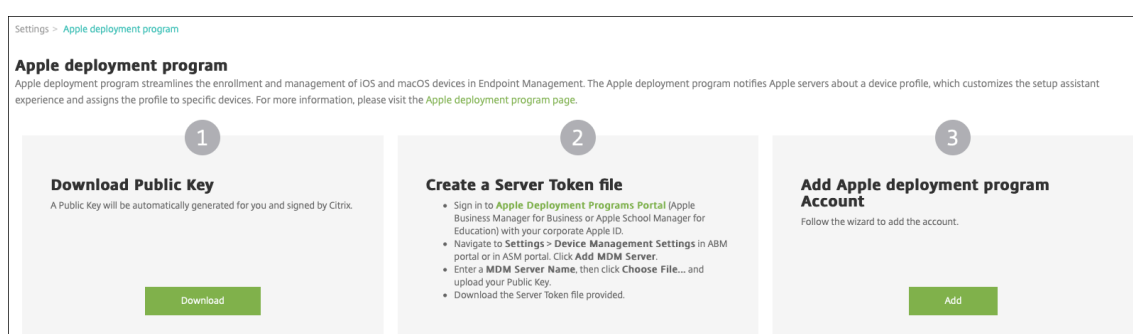 Settings > Apple deployment program
Apple deployment program
Apple deployment program streamlines the enrollment and management of iOS and macOS devices in Endpoint Management. The Apple deployment program notifies Apple servers about a device profile, which customizes the setup assistant
experience and assigns the profile to specific devices. For more information, please visit the Apple deployment program page.
1
Download Public Key
A Public Key will be automatically generated for you and signed by Citrix.
Download
2
Create a Server Token file
• Sign in to Apple Deployment Programs Portal (Apple
Business Manager for Business or Apple School Manager for
Education) with your corporate Apple ID.
• Navigate to Settings > Device Management Settings in ABM
portal or in ASM portal. Click Add MDM Server.
• Enter a MDM Server Name, then click Choose File... and
upload your Public Key.
• Download the Server Token file provided.
3
Add Apple deployment program
Account
Follow the wizard to add the account.
Add